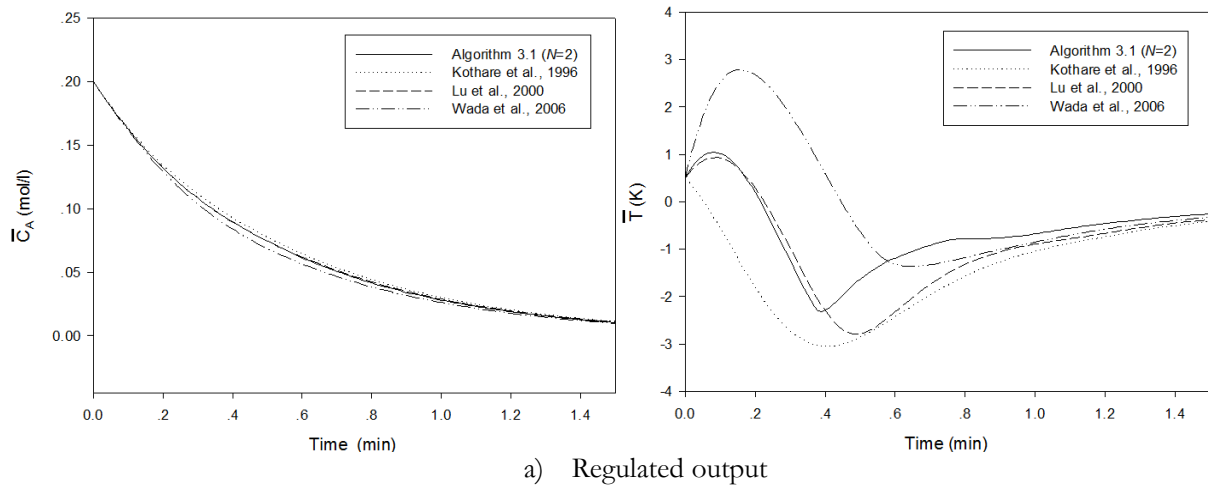 .25
.20
.15
.10
.05
0.00
C̄A (mol/l)
0.0 .2 .4 .6 .8 1.0 1.2 1.4
Time (min)
Algorithm 3.1 (N=2)
Kothare et al., 1996
Lu et al., 2000
Wada et al., 2006
4
3
2
1
0
-1
-2
-3
-4
T̄ (K)
0.0 .2 .4 .6 .8 1.0 1.2 1.4
Time (min)
Algorithm 3.1 (N=2)
Kothare et al., 1996
Lu et al., 2000
Wada et al., 2006
a) Regulated output